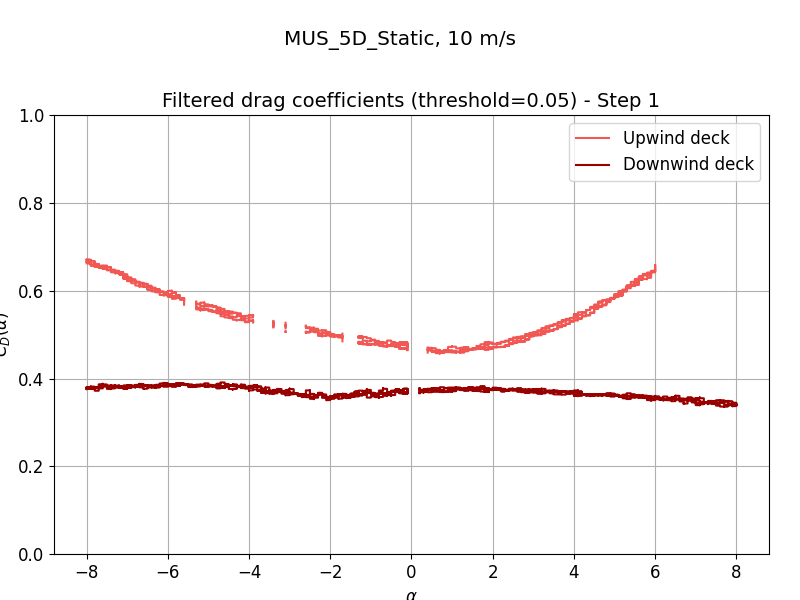 MUS_5D_Static, 10 m/s
Filtered drag coefficients (threshold=0.05) - Step 1
Upwind deck
Downwind deck
1.0
0.8
0.6
0.4
0.2
0.0
C_D(α)
−8
−6
−4
−2
0
2
4
6
8
α